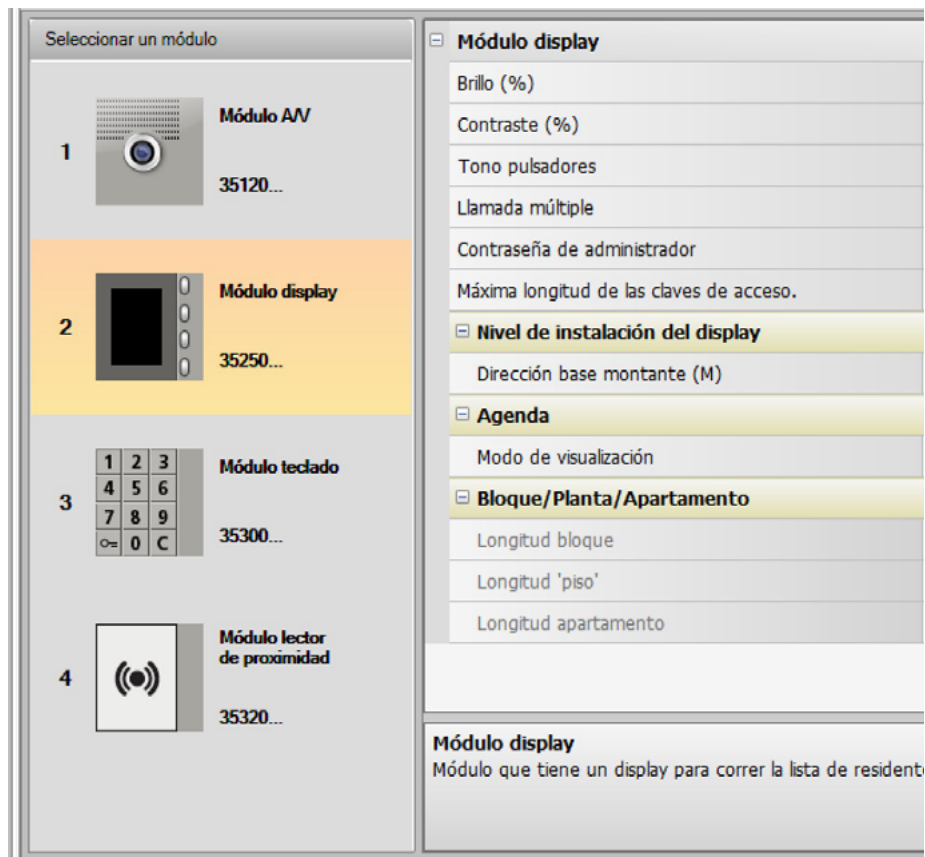 Seleccionar un módulo
1
Módulo A/V
35120...
2
Módulo display
35250...
3
1 2 3
4 5 6
7 8 9
0 C
Módulo teclado
35300...
4
Módulo lector
de proximidad
35320...
Módulo display
Brillo (%)
Contraste (%)
Tono pulsadores
Llamada múltiple
Contraseña de administrador
Máxima longitud de las claves de acceso.
Nivel de instalación del display
Dirección base montante (M)
Agenda
Modo de visualización
Bloque/Planta/Apartamento
Longitud bloque
Longitud 'piso'
Longitud apartamento
Módulo display
Módulo que tiene un display para correr la lista de